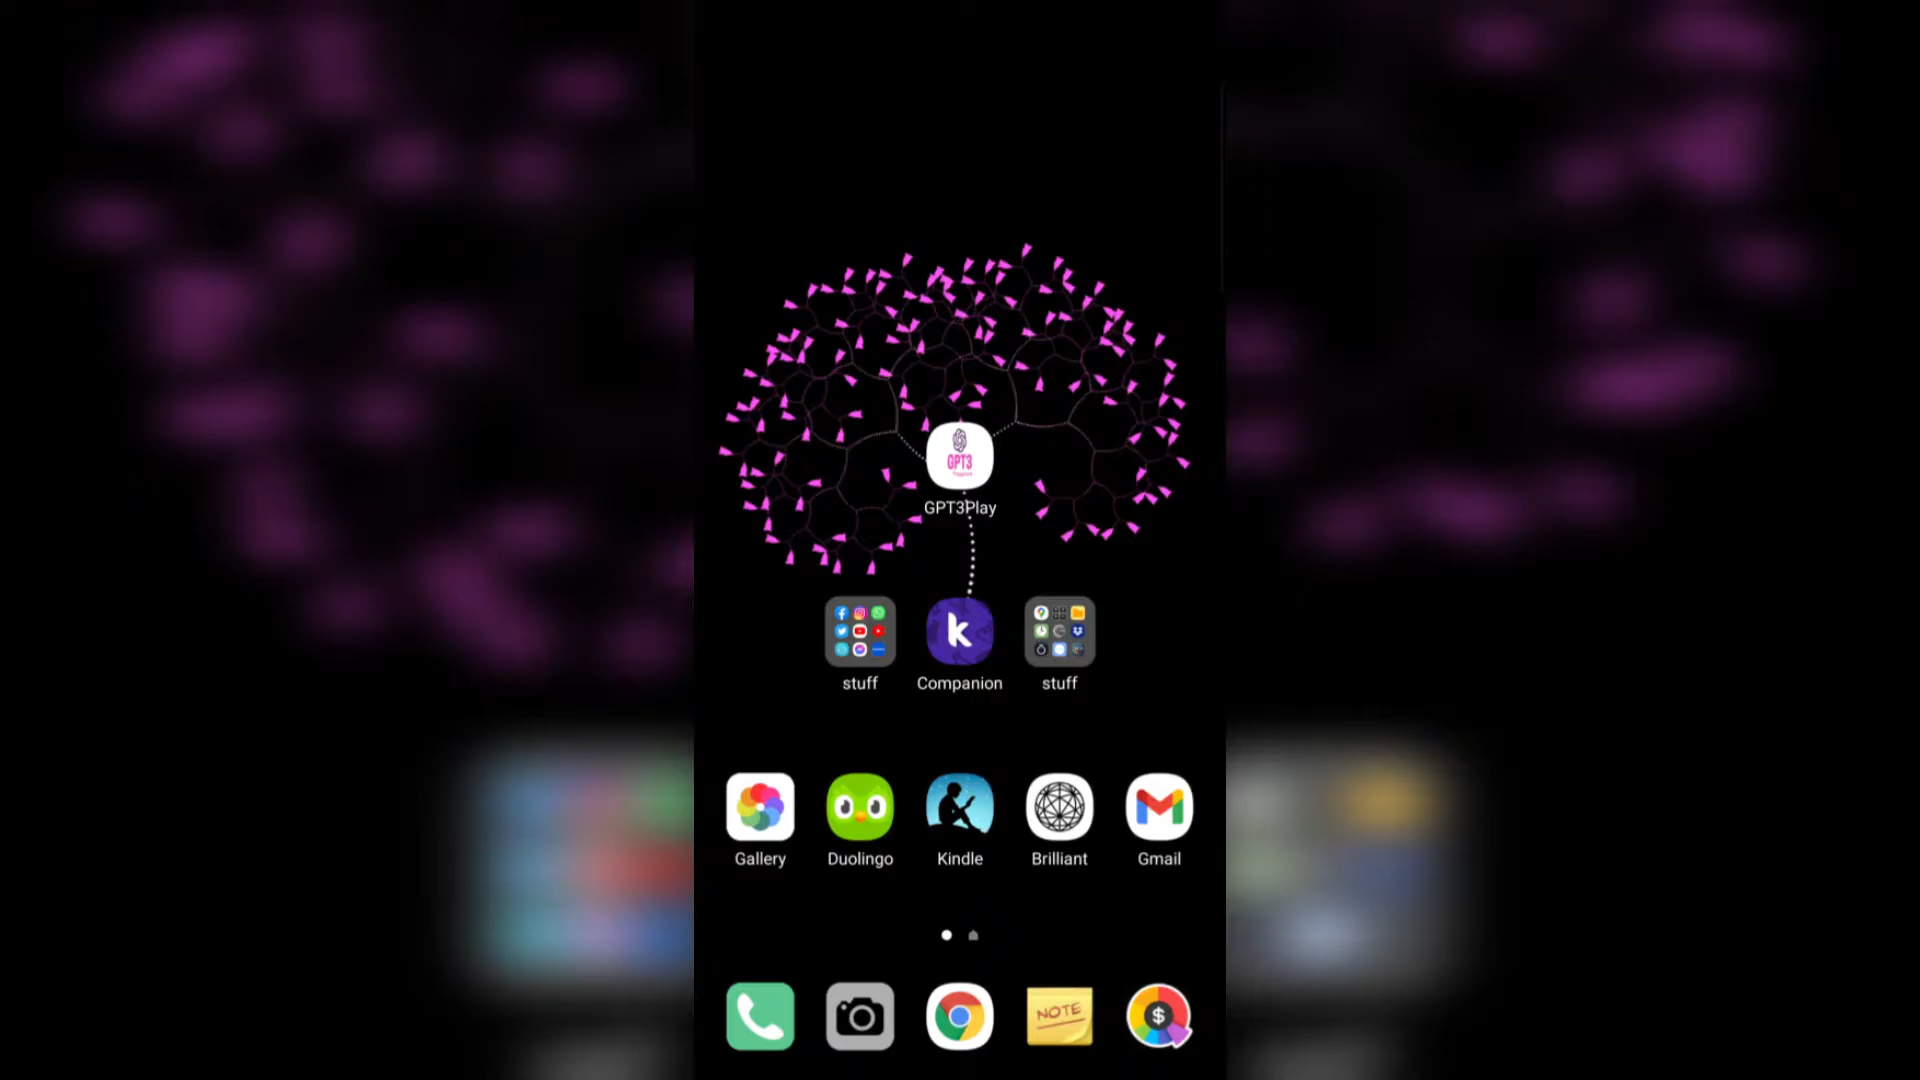 GPT3
GPT3Play
k
stuff Companion stuff
Gallery Duolingo Kindle Brilliant Gmail
NOTE $